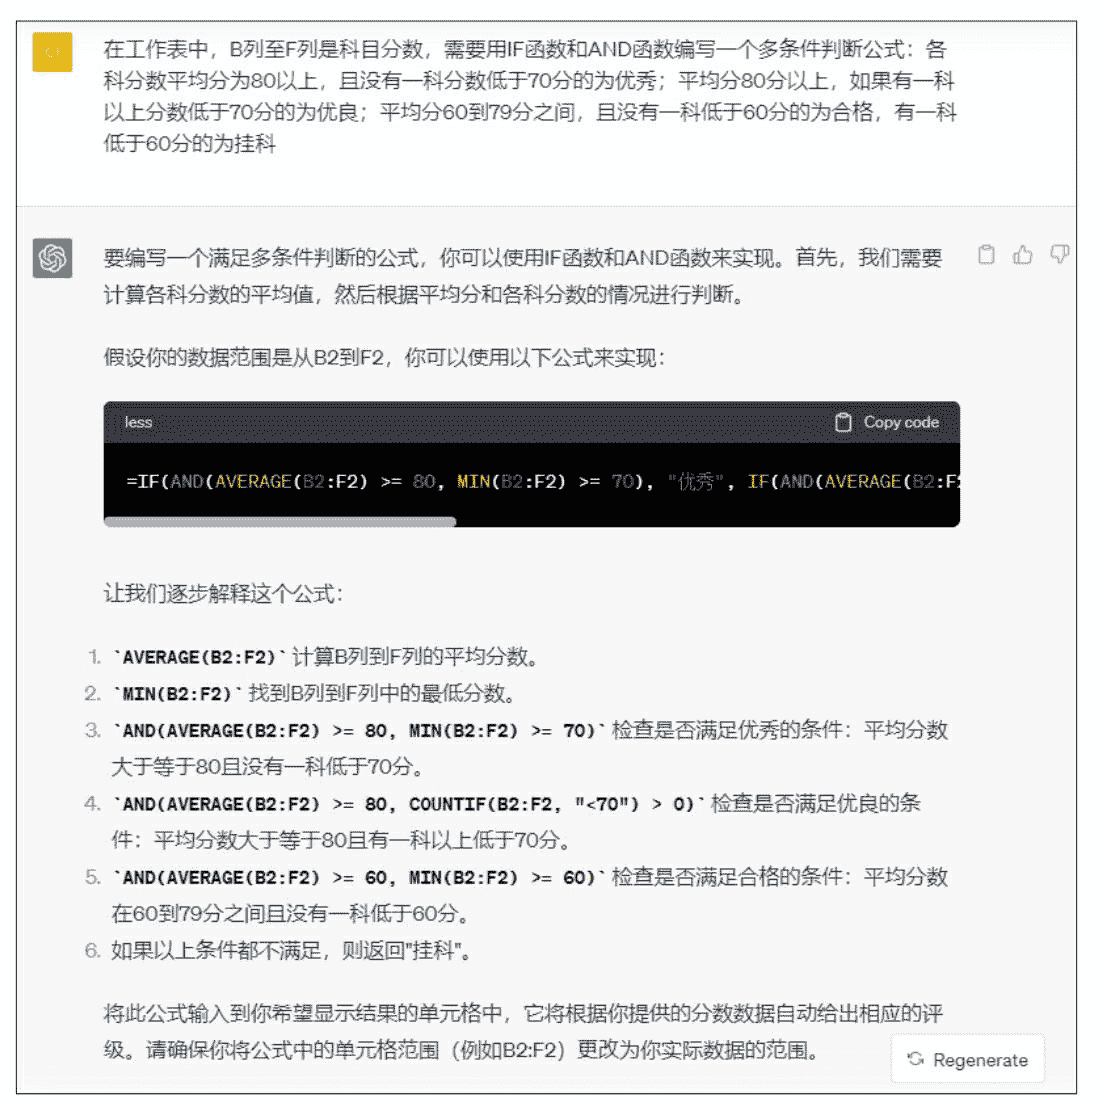 在工作表中，B列至F列是科目分数，需要用IF函数和AND函数编写一个多条件判断公式：各
科分数平均分为80以上，且没有一科分数低于70分的为优秀；平均分80分以上，如果有一科
以上分数低于70分的为优良；平均分60到79分之间，且没有一科低于60分的为合格，有一科
低于60分的为挂科
要编写一个满足多条件判断的公式，你可以使用IF函数和AND函数来实现。首先，我们需要
计算各科分数的平均值，然后根据平均分和各科分数的情况进行判断。
假设你的数据范围是从B2到F2，你可以使用以下公式来实现：
less Copy code
=IF(AND(AVERAGE(B2:F2) >= 80, MIN(B2:F2) >= 70), "优秀", IF(AND(AVERAGE(B2:F
让我们逐步解释这个公式：
1. `AVERAGE(B2:F2)` 计算B列到F列的平均分数。
2. `MIN(B2:F2)` 找到B列到F列中的最低分数。
3. `AND(AVERAGE(B2:F2) >= 80, MIN(B2:F2) >= 70)` 检查是否满足优秀的条件：平均分数
大于等于80且没有一科低于70分。
4. `AND(AVERAGE(B2:F2) >= 80, COUNTIF(B2:F2, "<70") > 0)` 检查是否满足优良的条
件：平均分数大于等于80且有一科以上低于70分。
5. `AND(AVERAGE(B2:F2) >= 60, MIN(B2:F2) >= 60)` 检查是否满足合格的条件：平均分数
在60到79分之间且没有一科低于60分。
6. 如果以上条件都不满足，则返回"挂科"。
将此公式输入到你希望显示结果的单元格中，它将根据你提供的分数数据自动给出相应的评
级。请确保你将公式中的单元格范围（例如B2:F2）更改为你实际数据的范围。
Regenerate